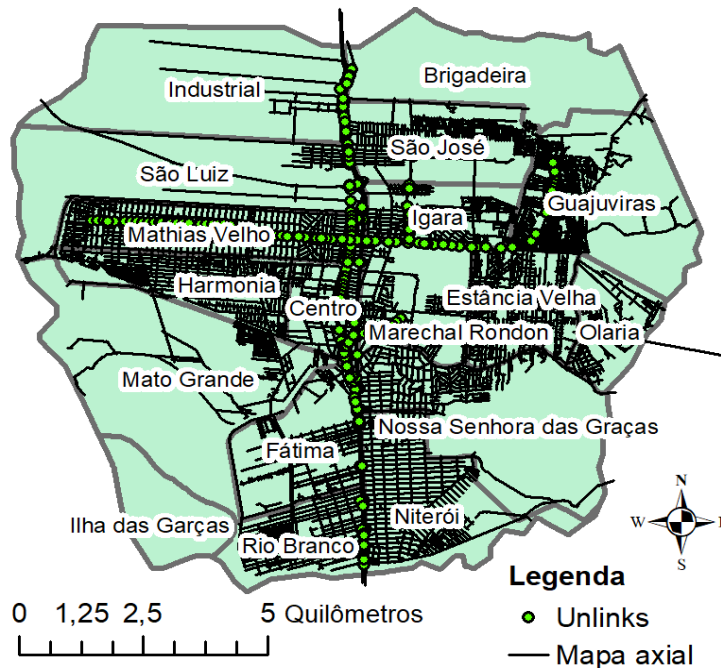 Brigadeira
Industrial
São José
São Luiz
Guajuviras
Igara
Mathias Velho
Harmonia
Estância Velha
Centro
Marechal Rondon
Olaria
Mato Grande
Nossa Senhora das Graças
Fátima
Ilha das Garças
Niterói
Rio Branco
N
W
E
S
Legenda
0 1,25 2,5 5 Quilômetros
Unlinks
Mapa axial